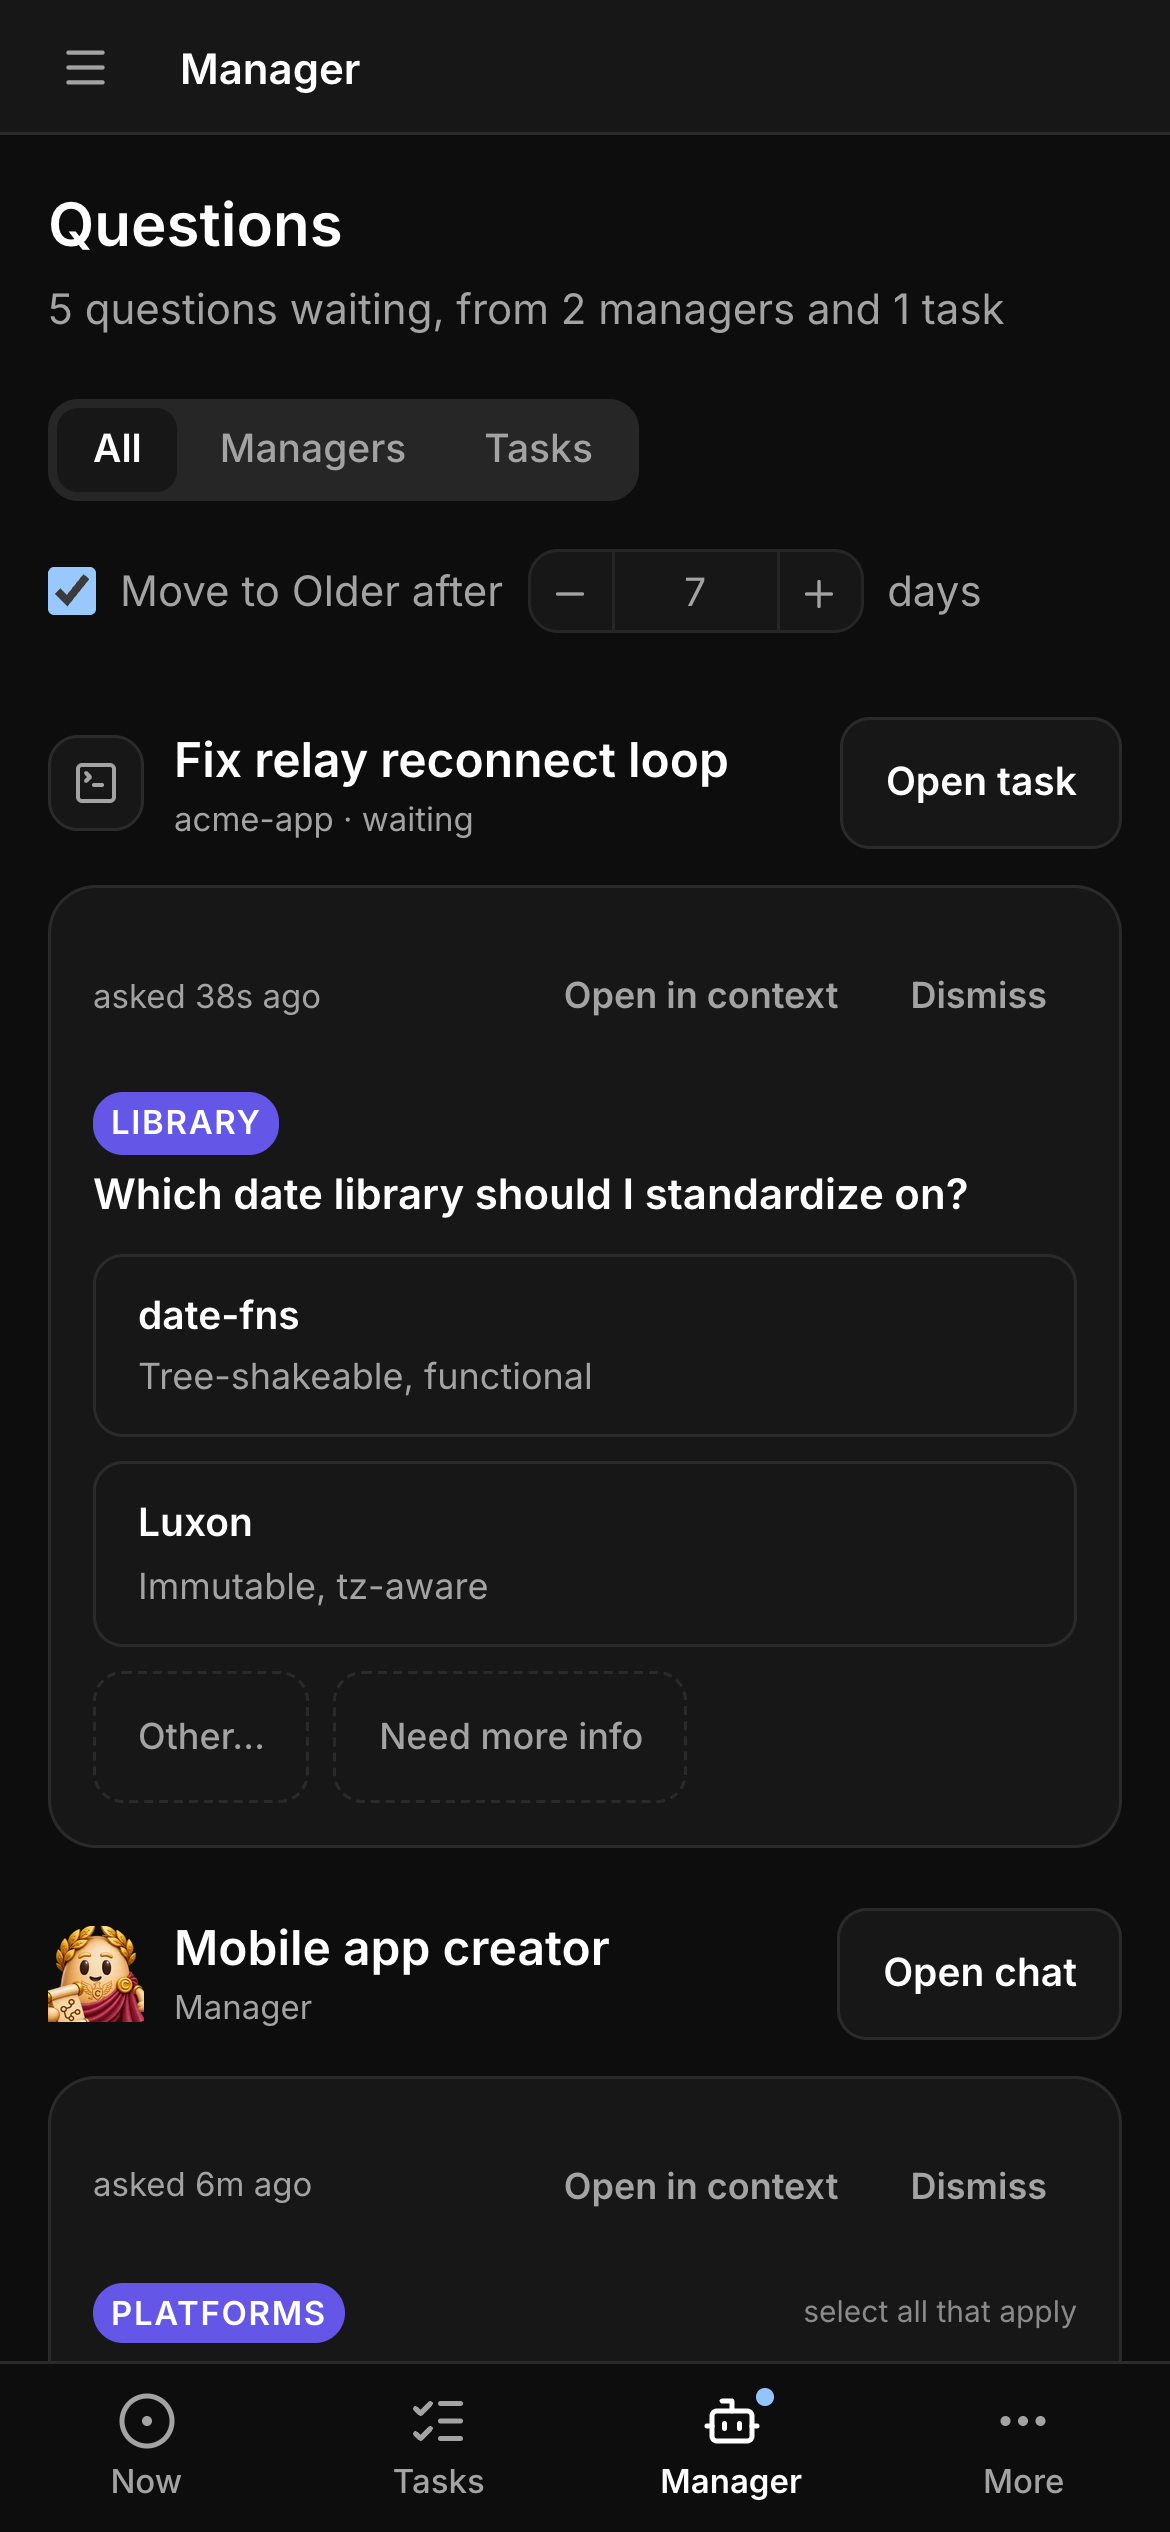 Manager
Questions
5 questions waiting, from 2 managers and 1 task
All Managers Tasks
Move to Older after − 7 + days
Fix relay reconnect loop
acme-app · waiting
Open task
asked 38s ago Open in context Dismiss
LIBRARY
Which date library should I standardize on?
date-fns
Tree-shakeable, functional
Luxon
Immutable, tz-aware
Other... Need more info
Mobile app creator
Manager
Open chat
asked 6m ago Open in context Dismiss
PLATFORMS select all that apply
Now Tasks Manager More